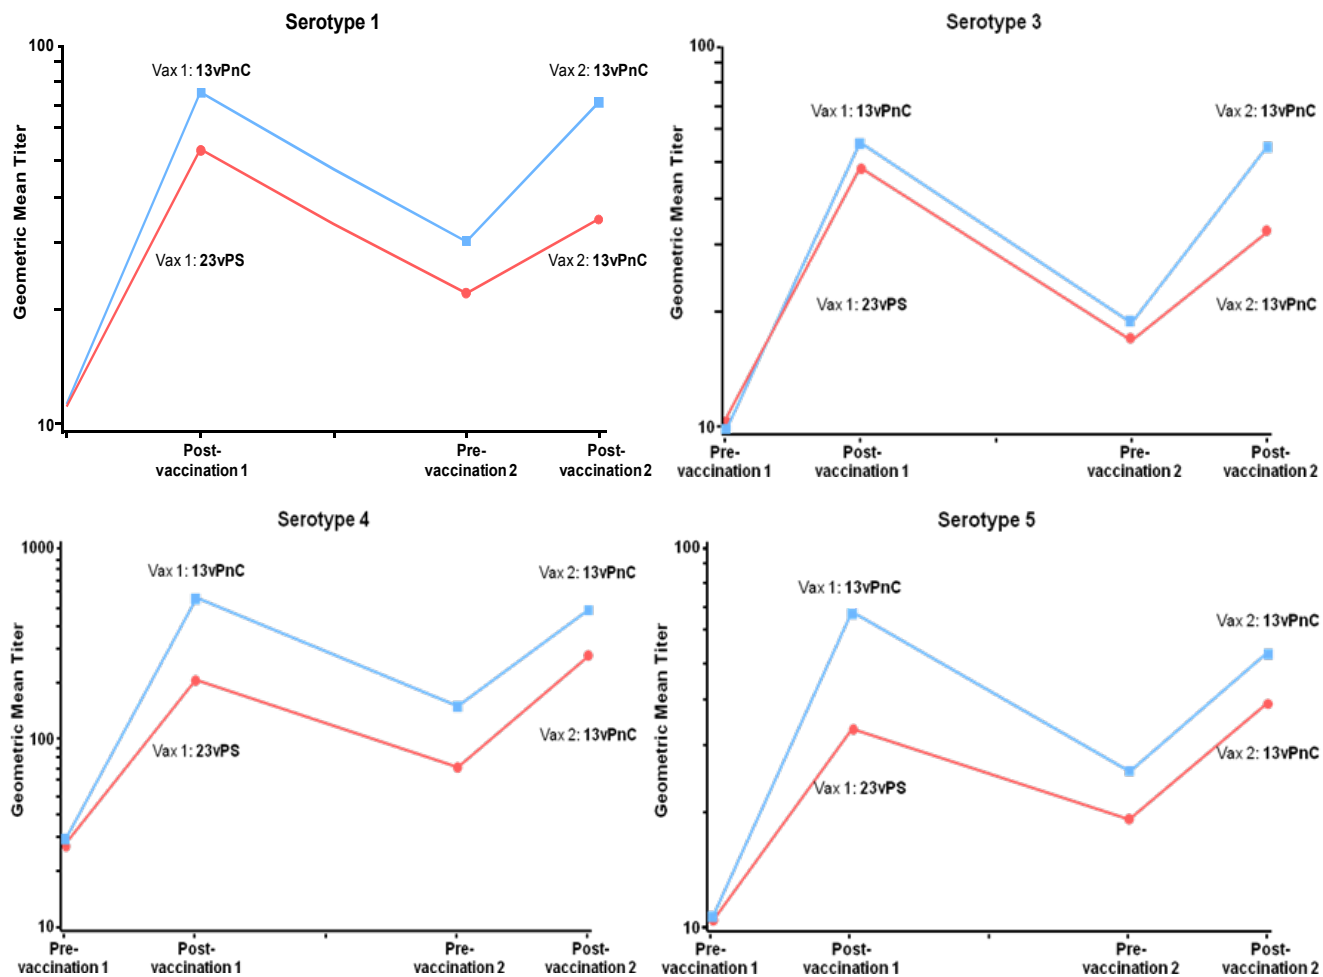 Serotype 1
100
Geometric Mean Titer
10
Vax 1: 13vPnC
Vax 2: 13vPnC
Vax 1: 23vPS
Vax 2: 13vPnC
Post-
vaccination 1
Pre-
vaccination 2
Post-
vaccination 2
Serotype 3
100
Geometric Mean Titer
10
Vax 1: 13vPnC
Vax 2: 13vPnC
Vax 1: 23vPS
Vax 2: 13vPnC
Pre-
vaccination 1
Post-
vaccination 1
Pre-
vaccination 2
Post-
vaccination 2
Serotype 4
1000
Geometric Mean Titer
100
10
Vax 1: 13vPnC
Vax 2: 13vPnC
Vax 1: 23vPS
Vax 2: 13vPnC
Pre-
vaccination 1
Post-
vaccination 1
Pre-
vaccination 2
Post-
vaccination 2
Serotype 5
100
Geometric Mean Titer
10
Vax 1: 13vPnC
Vax 2: 13vPnC
Vax 1: 23vPS
Vax 2: 13vPnC
Pre-
vaccination 1
Post-
vaccination 1
Pre-
vaccination 2
Post-
vaccination 2